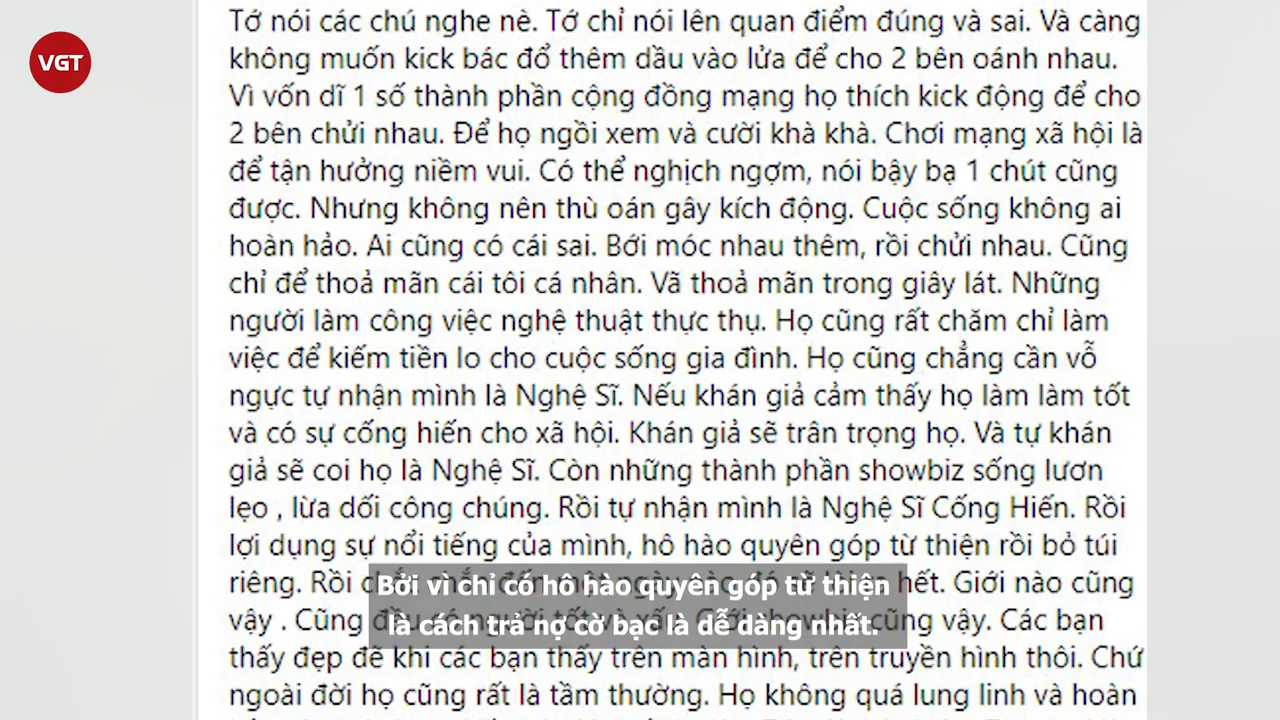 VGT
Tớ nói các chú nghe nè. Tớ chỉ nói lên quan điểm đúng và sai. Và càng
không muốn kick bác đổ thêm dầu vào lửa để cho 2 bên oánh nhau.
Vì vốn dĩ 1 số thành phần cộng đồng mạng họ thích kick động để cho
2 bên chửi nhau. Để họ ngồi xem và cười khà khà. Chơi mạng xã hội là
để tận hưởng niềm vui. Có thể nghịch ngợm, nói bậy bạ 1 chút cũng
được. Nhưng không nên thù oán gây kích động. Cuộc sống không ai
hoàn hảo. Ai cũng có cái sai. Bới móc nhau thêm, rồi chửi nhau. Cũng
chỉ để thoả mãn cái tôi cá nhân. Vã thoả mãn trong giây lát. Những
người làm công việc nghệ thuật thực thụ. Họ cũng rất chăm chỉ làm
việc để kiếm tiền lo cho cuộc sống gia đình. Họ cũng chẳng cần vỗ
ngực tự nhận mình là Nghệ Sĩ. Nếu khán giả cảm thấy họ làm làm tốt
và có sự cống hiến cho xã hội. Khán giả sẽ trân trọng họ. Và tự khán
giả sẽ coi họ là Nghệ Sĩ. Còn những thành phần showbiz sống lươn
lẹo , lừa dối công chúng. Rồi tự nhận mình là Nghệ Sĩ Cống Hiến. Rồi
lợi dụng sự nổi tiếng của mình, hô hào quyên góp từ thiện rồi bỏ túi
riêng. Rồi hết. Giới nào cũng
Bởi vì chỉ có hô hào quyên góp từ thiện
vậy . Cũng cũng vậy. Các bạn
là cách trả nợ cờ bạc là dễ dàng nhất.
thấy đẹp đẽ khi các bạn thấy trên màn hình, trên truyền hình thôi. Chứ
ngoài đời họ cũng rất là tầm thường. Họ không quá lung linh và hoàn